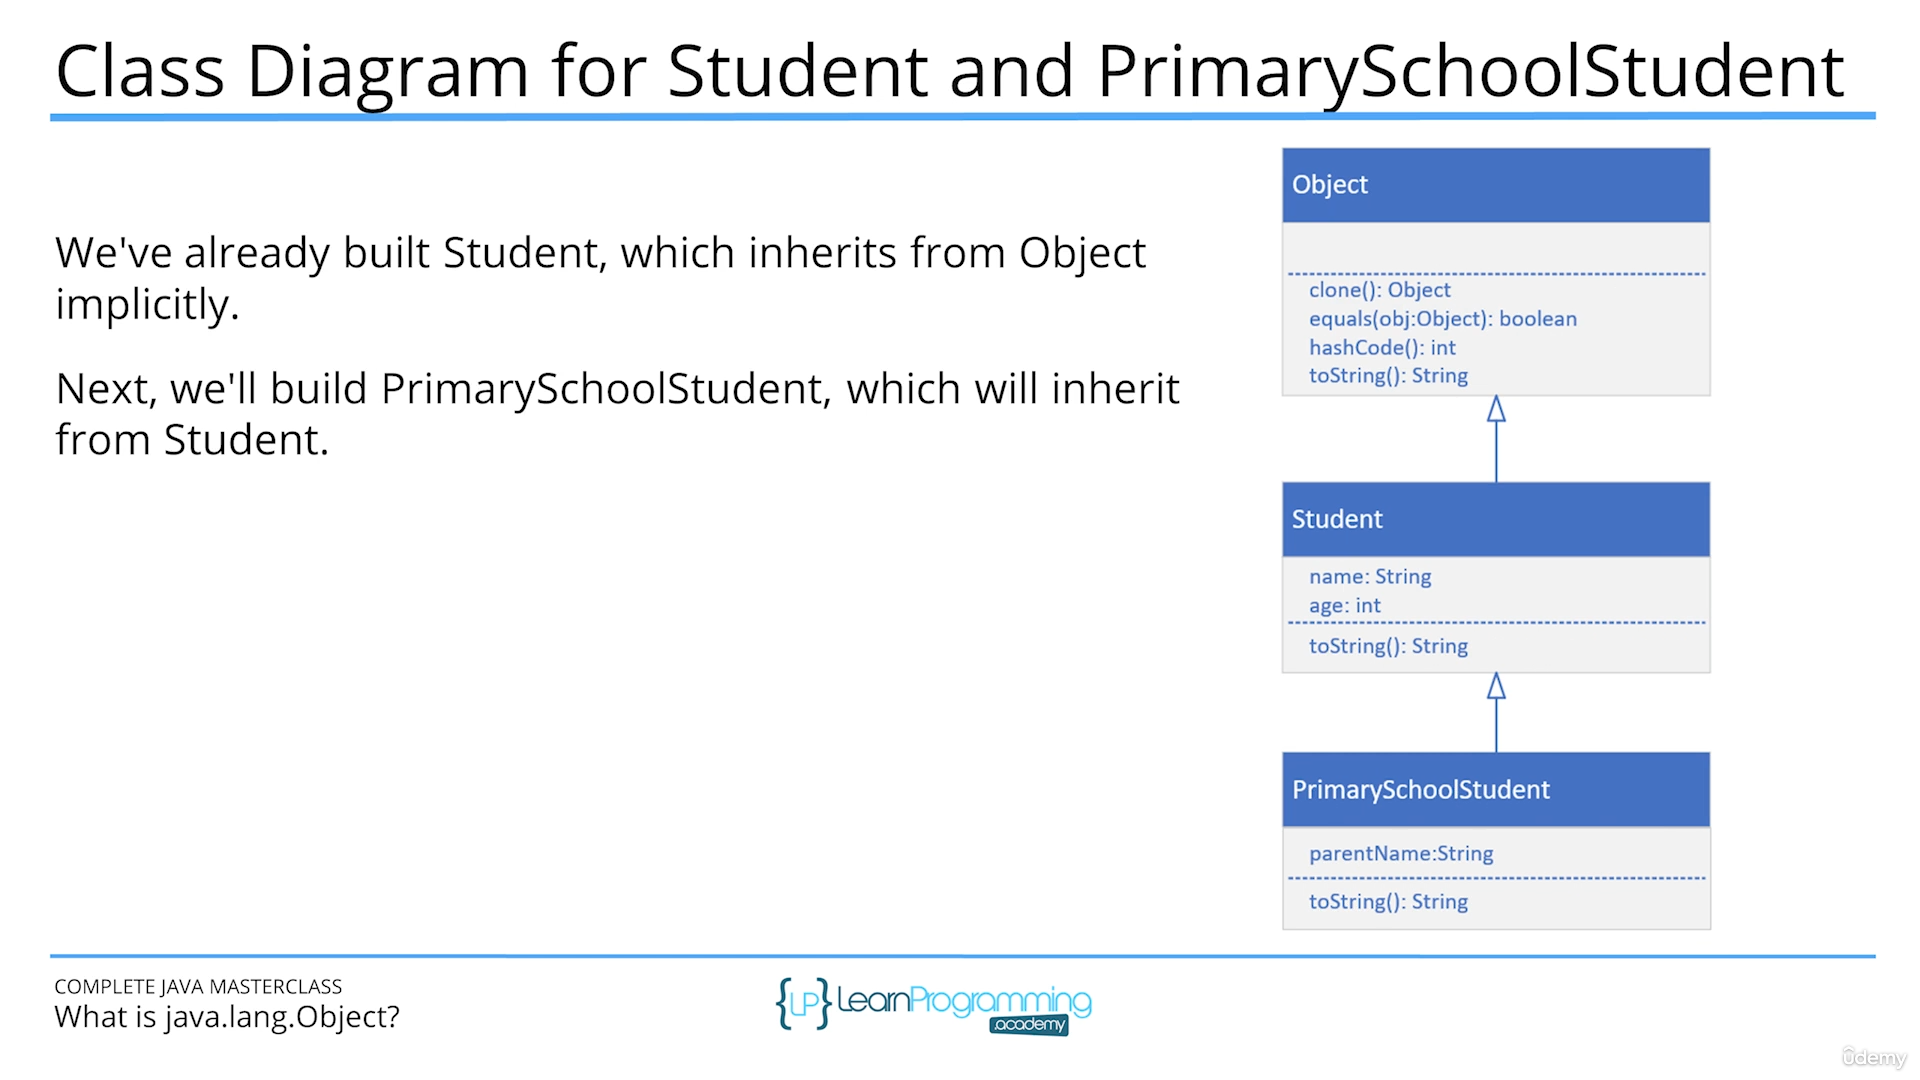 Class Diagram for Student and PrimarySchoolStudent
We've already built Student, which inherits from Object
implicitly.
Next, we'll build PrimarySchoolStudent, which will inherit
from Student.
Object
clone(): Object
equals(obj:Object): boolean
hashCode(): int
toString(): String
Student
name: String
age: int
toString(): String
PrimarySchoolStudent
parentName:String
toString(): String
COMPLETE JAVA MASTERCLASS
What is java.lang.Object?
{LP} LearnProgramming
.academy
ûdemy